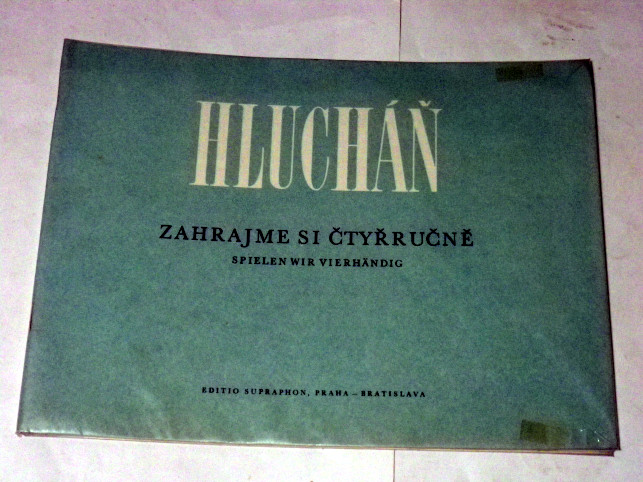 HLUCHÁŇ
ZAHRAJME SI ČTYŘRUČNĚ
SPIELEN WIR VIERHÄNDIG
EDITIO SUPRAPHON, PRAHA – BRATISLAVA